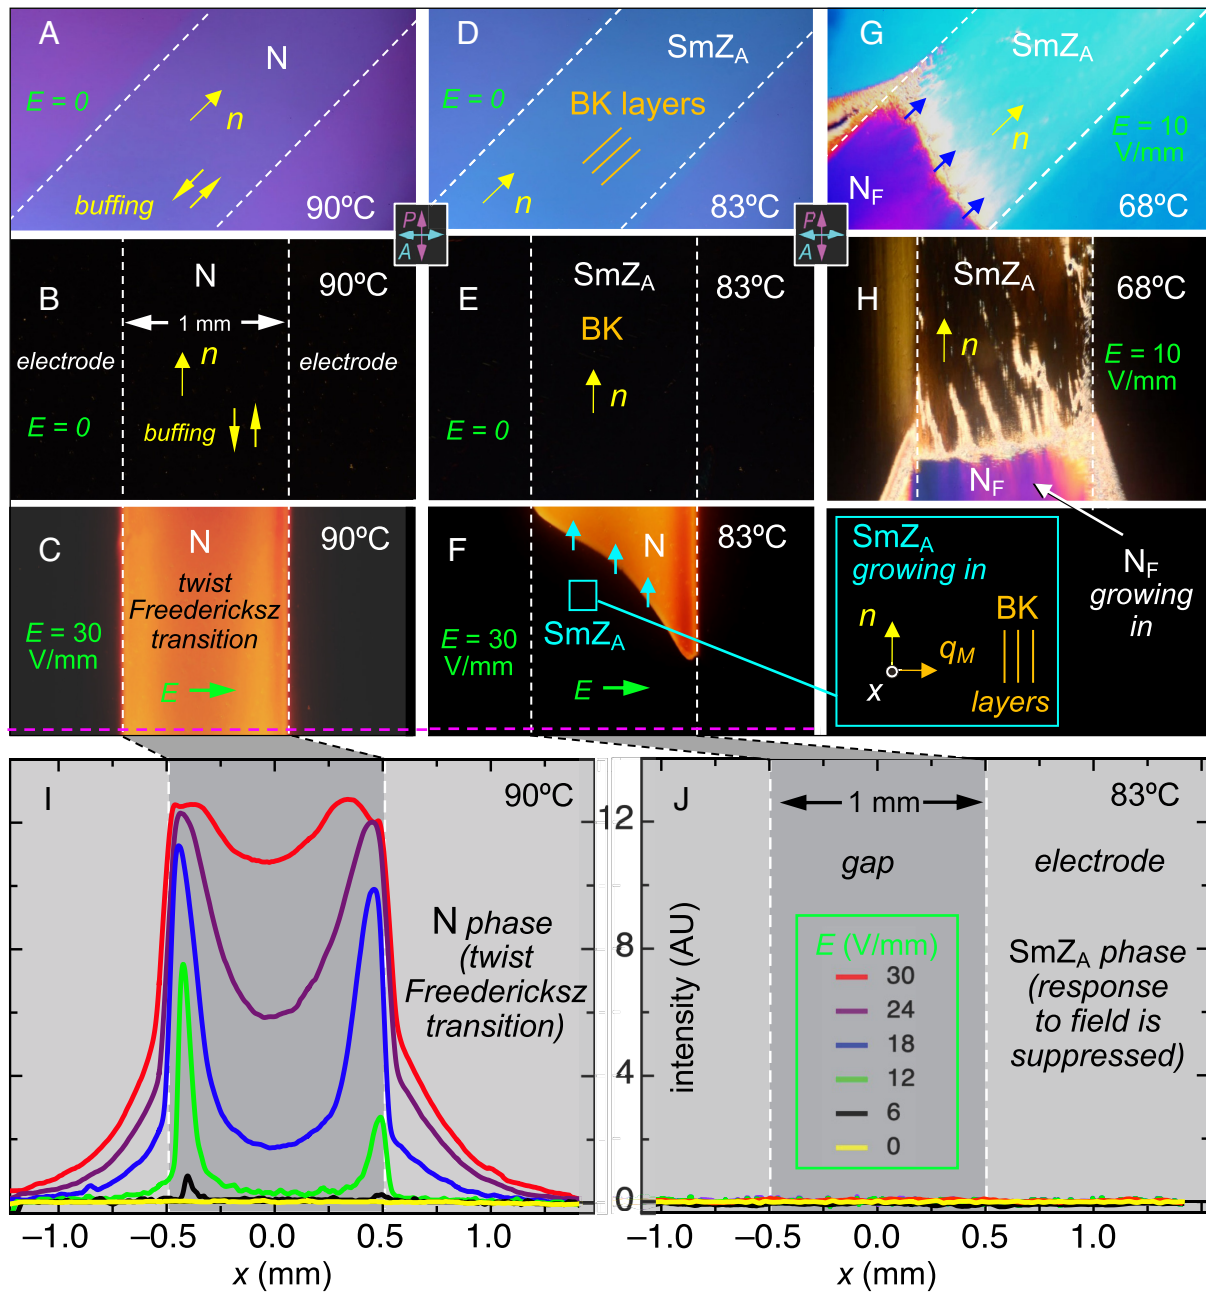 A
N
E = 0
n
buffing
90ºC
D
SmZA
E = 0
BK layers
n
83ºC
G
SmZA
n
E = 10
V/mm
NF
68ºC
P
A
P
A
B
N
90ºC
1 mm
n
electrode
electrode
E = 0
buffing
E
SmZA
83ºC
BK
n
E = 0
H
SmZA
68ºC
n
E = 10
V/mm
NF
C
N
90ºC
twist
Freedericksz
transition
E = 30
V/mm
E
F
N
83ºC
SmZA
E = 30
V/mm
E
SmZA
growing in
n
BK
qM
x
layers
NF
growing
in
I
90ºC
N phase
(twist
Freedericksz
transition)
12
8
4
0
–1.0
–0.5
0.0
0.5
1.0
x (mm)
J
1 mm
83ºC
gap
electrode
intensity (AU)
E (V/mm)
30
24
18
12
6
0
SmZA phase
(response
to field is
suppressed)
–1.0
–0.5
0.0
0.5
1.0
x (mm)